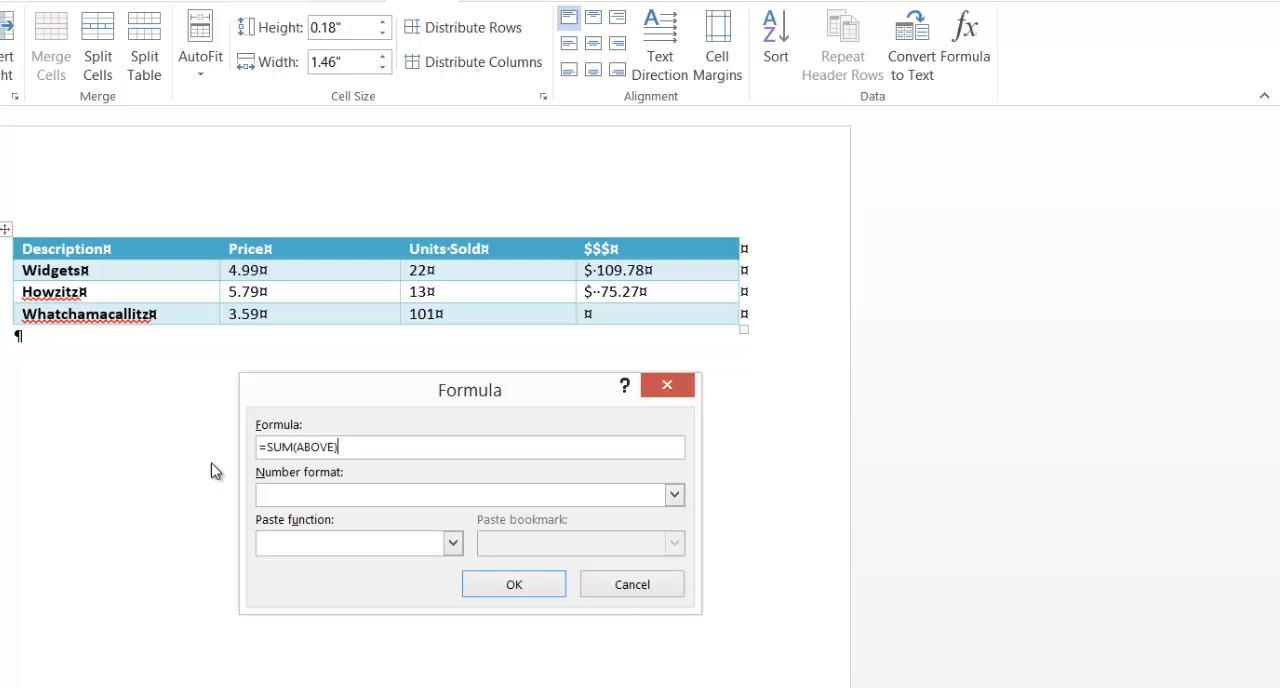 ert
ht
Merge Cells
Split Cells
Split Table
Merge
AutoFit
Height: 0.18"
Width: 1.46"
Distribute Rows
Distribute Columns
Cell Size
Text Direction
Cell Margins
Alignment
A Z
Sort
Repeat Header Rows
Convert to Text
fx
Formula
Data
Description¤ Price¤ Units·Sold¤ $$$¤ ¤
Widgets¤ 4.99¤ 22¤ $·109.78¤ ¤
Howzitz¤ 5.79¤ 13¤ $··75.27¤ ¤
Whatchamacallitz¤ 3.59¤ 101¤ ¤ ¤
¶
Formula
?
Formula:
=SUM(ABOVE)
Number format:
Paste function: Paste bookmark:
OK Cancel